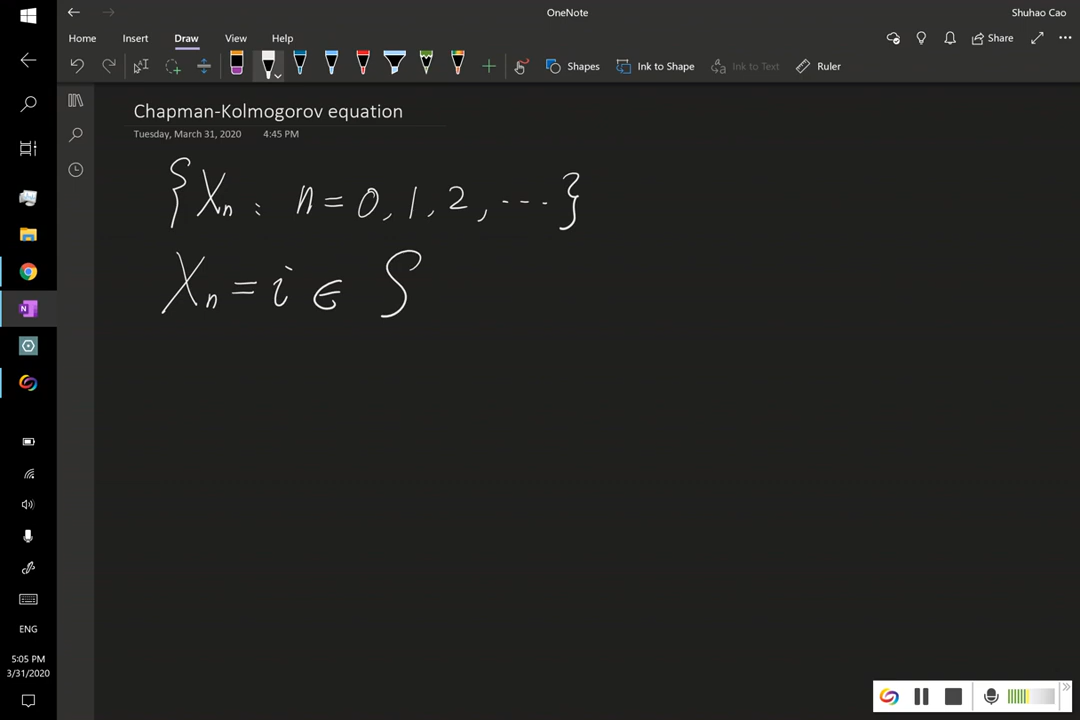 OneNote
Shuhao Cao
Home Insert Draw View Help
Share
Shapes Ink to Shape Ink to Text Ruler
Chapman-Kolmogorov equation
Tuesday, March 31, 2020 4:45 PM
{Xₙ : n = 0, 1, 2, ...}
Xₙ = i ∈ S
ENG
5:05 PM
3/31/2020